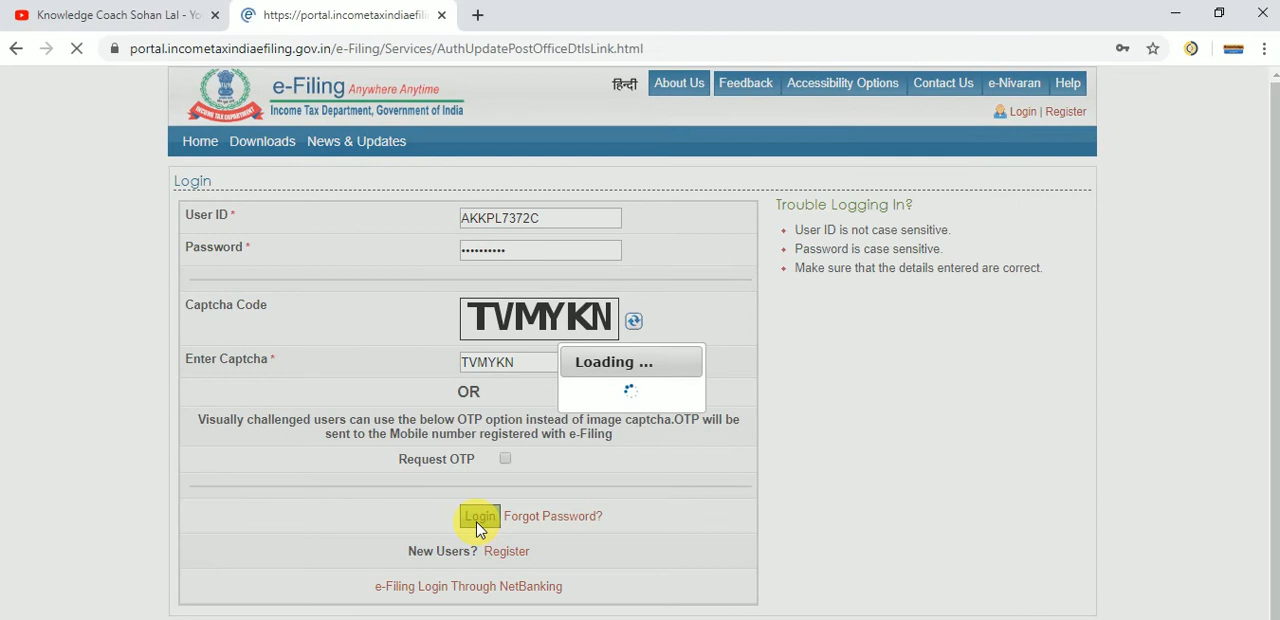 Knowledge Coach Sohan Lal - Yo
https://portal.incometaxindiaefili
portal.incometaxindiaefiling.gov.in/e-Filing/Services/AuthUpdatePostOfficeDtlsLink.html
e-Filing Anywhere Anytime
Income Tax Department, Government of India
हिन्दी About Us Feedback Accessibility Options Contact Us e-Nivaran Help
Login | Register
Home Downloads News & Updates
Login
User ID * AKKPL7372C
Password * ••••••••••
Captcha Code TVMYKN
Enter Captcha * TVMYKN
Loading ...
OR
Visually challenged users can use the below OTP option instead of image captcha.OTP will be
sent to the Mobile number registered with e-Filing
Request OTP
Login Forgot Password?
New Users? Register
e-Filing Login Through NetBanking
Trouble Logging In?
User ID is not case sensitive.
Password is case sensitive.
Make sure that the details entered are correct.